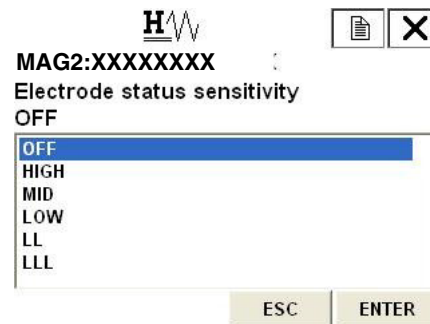 H
MAG2:XXXXXXXX
Electrode status sensitivity
OFF
OFF
HIGH
MID
LOW
LL
LLL
ESC ENTER